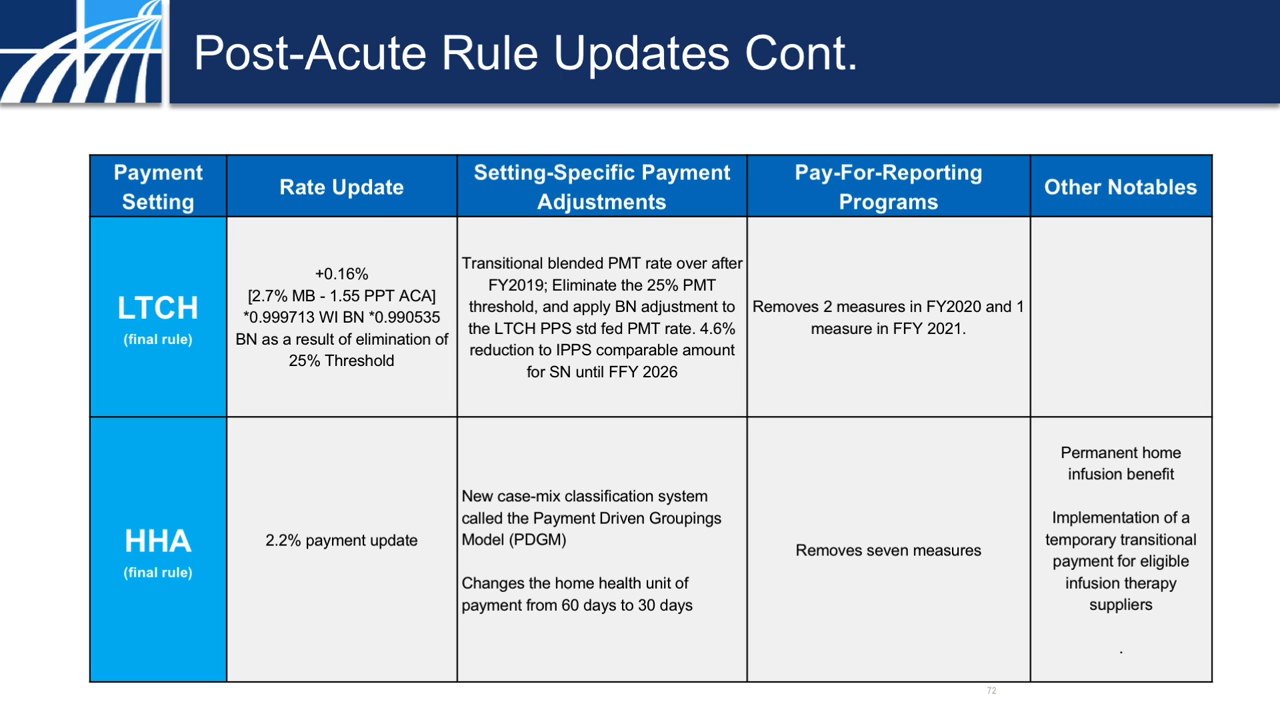 Post-Acute Rule Updates Cont.
Payment
Setting
Rate Update
Setting-Specific Payment
Adjustments
Pay-For-Reporting
Programs
Other Notables
LTCH
(final rule)
+0.16%
[2.7% MB - 1.55 PPT ACA]
*0.999713 WI BN *0.990535
BN as a result of elimination of
25% Threshold
Transitional blended PMT rate over after
FY2019; Eliminate the 25% PMT
threshold, and apply BN adjustment to
the LTCH PPS std fed PMT rate. 4.6%
reduction to IPPS comparable amount
for SN until FFY 2026
Removes 2 measures in FY2020 and 1
measure in FFY 2021.
HHA
(final rule)
2.2% payment update
New case-mix classification system
called the Payment Driven Groupings
Model (PDGM)
Changes the home health unit of
payment from 60 days to 30 days
Removes seven measures
Permanent home
infusion benefit
Implementation of a
temporary transitional
payment for eligible
infusion therapy
suppliers
.
72